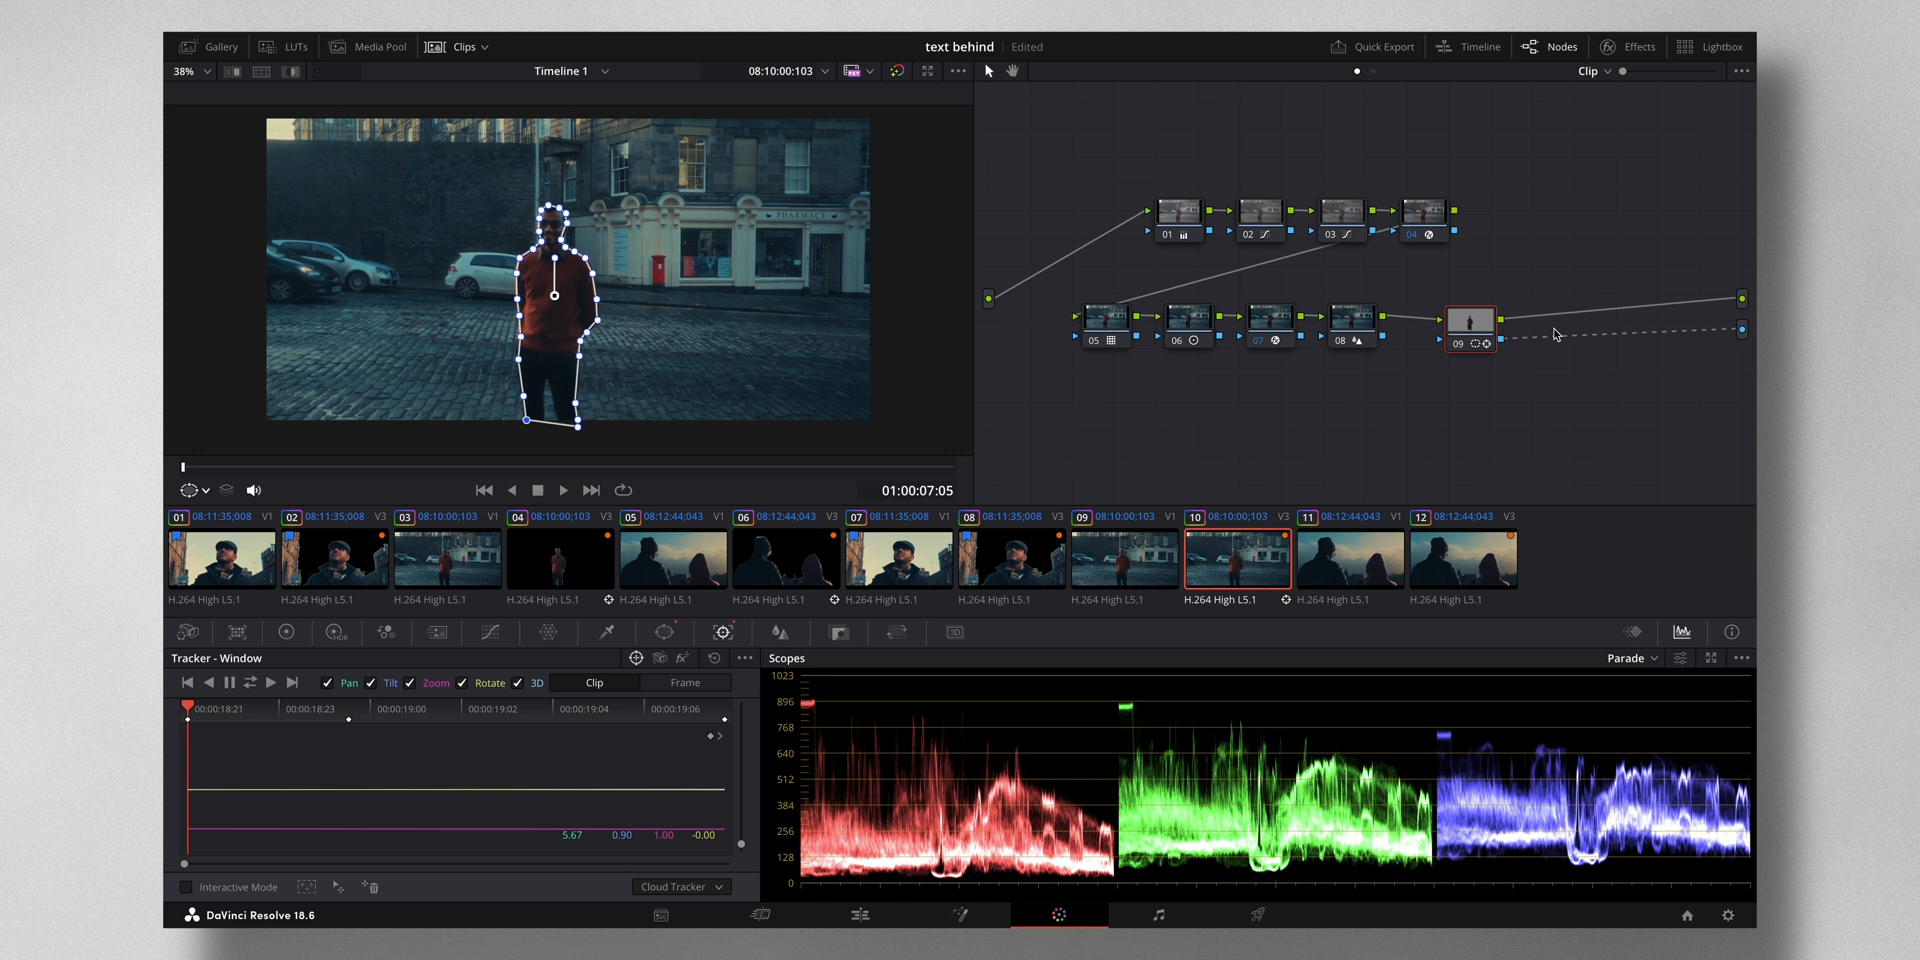 Gallery LUTs Media Pool Clips text behind Edited Quick Export Timeline Nodes Effects Lightbox
38% Timeline 1 08:10:00:103 PXY Clip
PHARMACY
01 02 03 04
05 06 07 08 09
01:00:07:05
01 08:11:35;008 V1 02 08:11:35;008 V3 03 08:10:00;103 V1 04 08:10:00;103 V3 05 08:12:44;043 V1 06 08:12:44;043 V3 07 08:11:35;008 V1 08 08:11:35;008 V3 09 08:10:00;103 V1 10 08:10:00;103 V3 11 08:12:44;043 V1 12 08:12:44;043 V3
H.264 High L5.1 H.264 High L5.1 H.264 High L5.1 H.264 High L5.1 H.264 High L5.1 H.264 High L5.1 H.264 High L5.1 H.264 High L5.1 H.264 High L5.1 H.264 High L5.1 H.264 High L5.1 H.264 High L5.1
HDR 3D
Tracker - Window fx Scopes Parade
Pan Tilt Zoom Rotate 3D Clip Frame
00:00:18:21 00:00:18:23 00:00:19:00 00:00:19:02 00:00:19:04 00:00:19:06
5.67 0.90 1.00 -0.00
Interactive Mode Cloud Tracker
1023
896
768
640
512
384
256
128
0
DaVinci Resolve 18.6